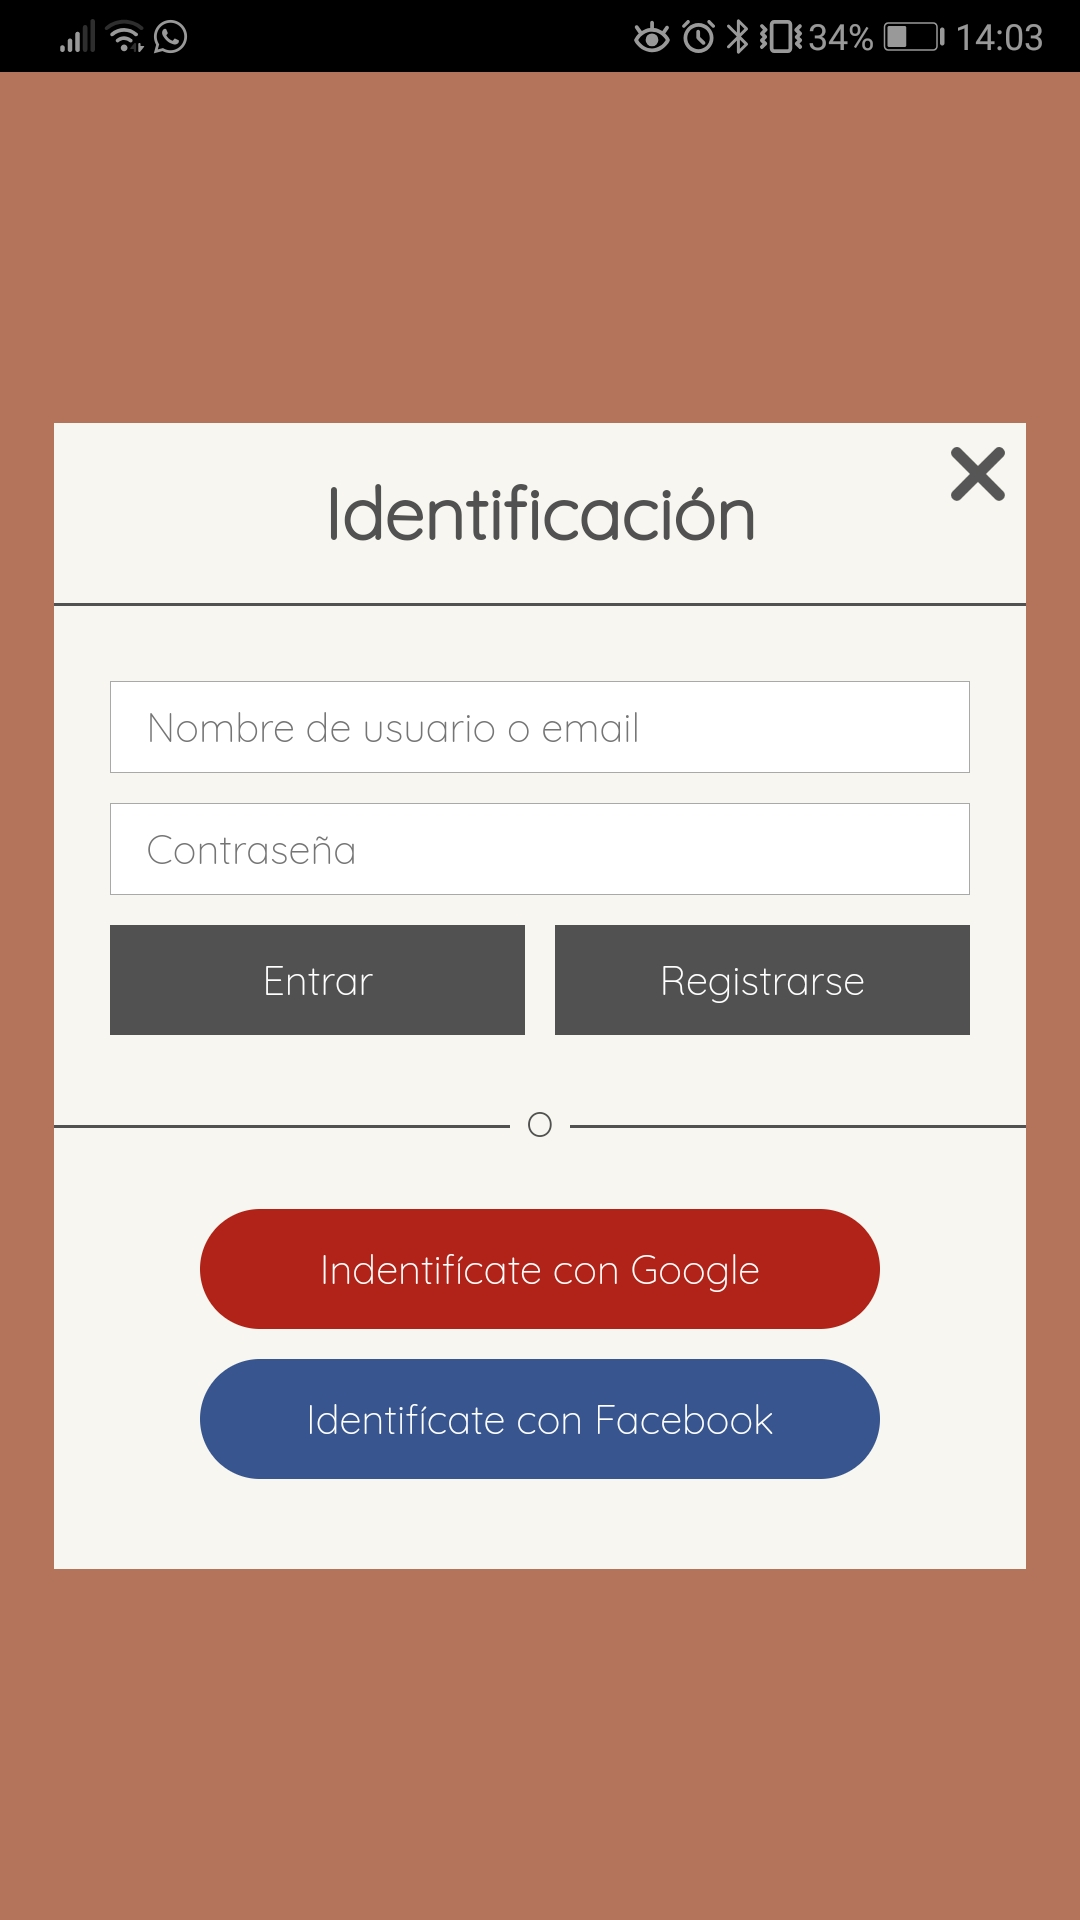 34% 14:03
Identificación
Nombre de usuario o email
Contraseña
Entrar Registrarse
O
Indentifícate con Google
Identifícate con Facebook